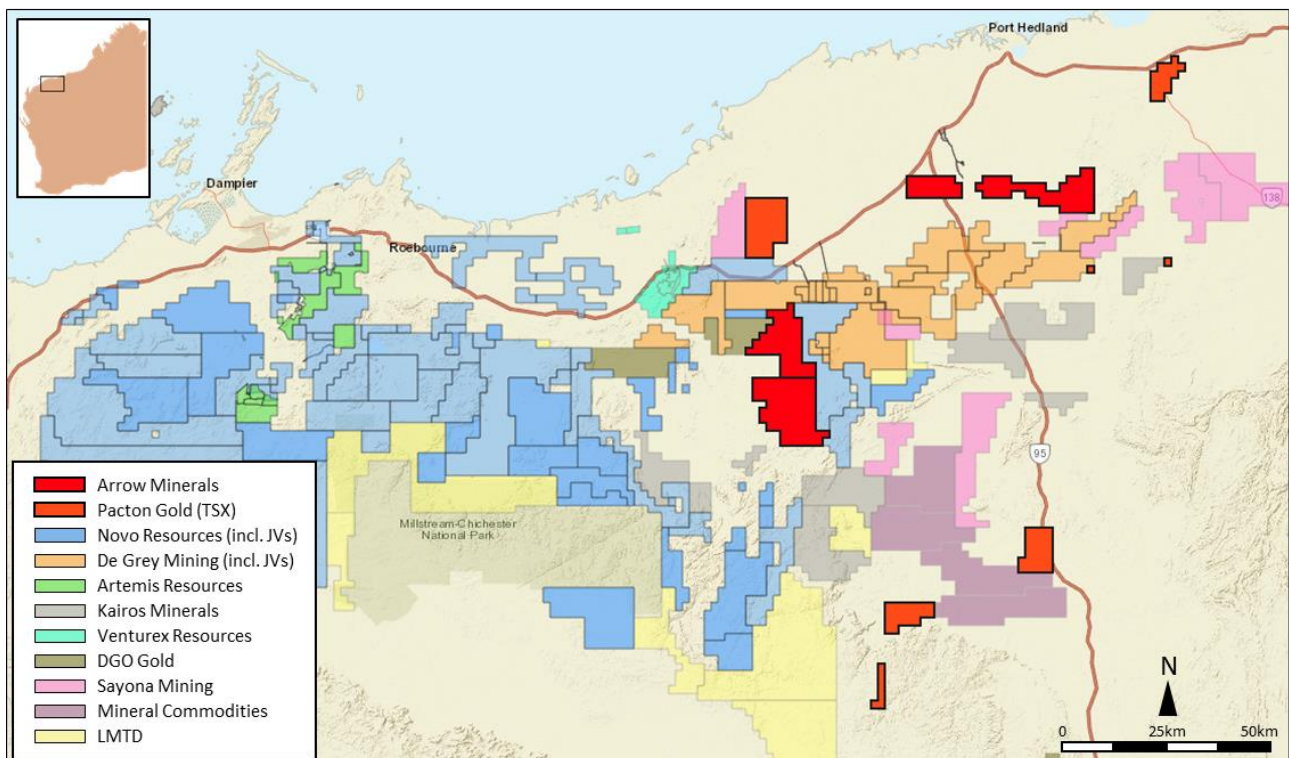 Port Hedland
Dampier
138
Roebourne
95
Millstream-Chichester
National Park
Arrow Minerals
Pacton Gold (TSX)
Novo Resources (incl. JVs)
De Grey Mining (incl. JVs)
Artemis Resources
Kairos Minerals
Venturex Resources
DGO Gold
Sayona Mining
Mineral Commodities
LMTD
N
0 25km 50km